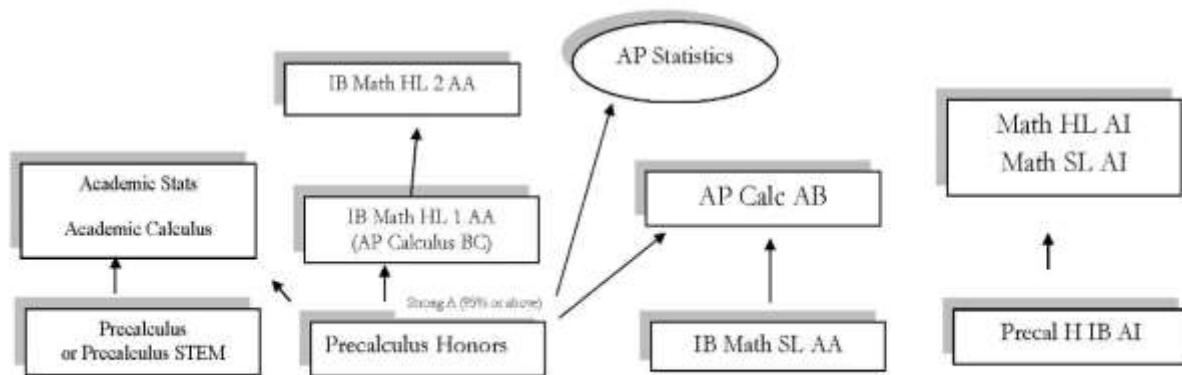 AP Statistics
IB Math HL 2 AA
Math HL AI
Math SL AI
Academic Stats
Academic Calculus
IB Math HL 1 AA
(AP Calculus BC)
AP Calc AB
Strong A (95% or above)
Precalculus
or Precalculus STEM
Precalculus Honors
IB Math SL AA
Precal H IB AI